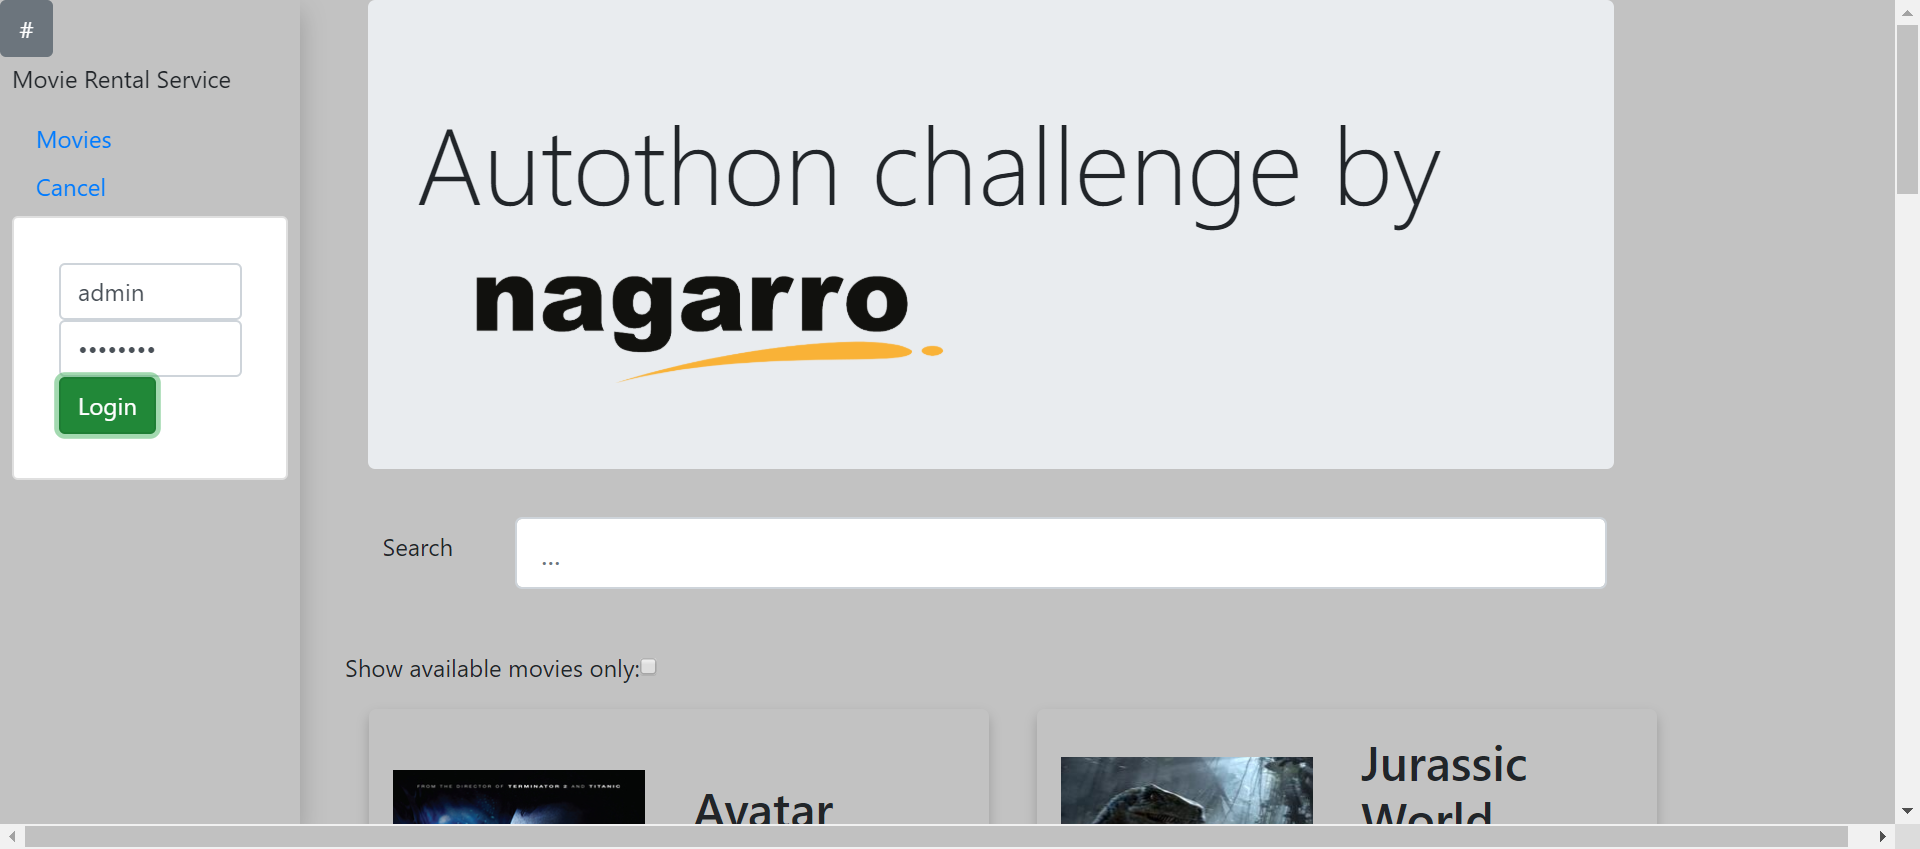 #
Movie Rental Service
Movies
Cancel
admin
••••••••
Login
Autothon challenge by
nagarro
Search
...
Show available movies only:
FROM THE DIRECTOR OF TERMINATOR 2 AND TITANIC
Avatar
Jurassic
World